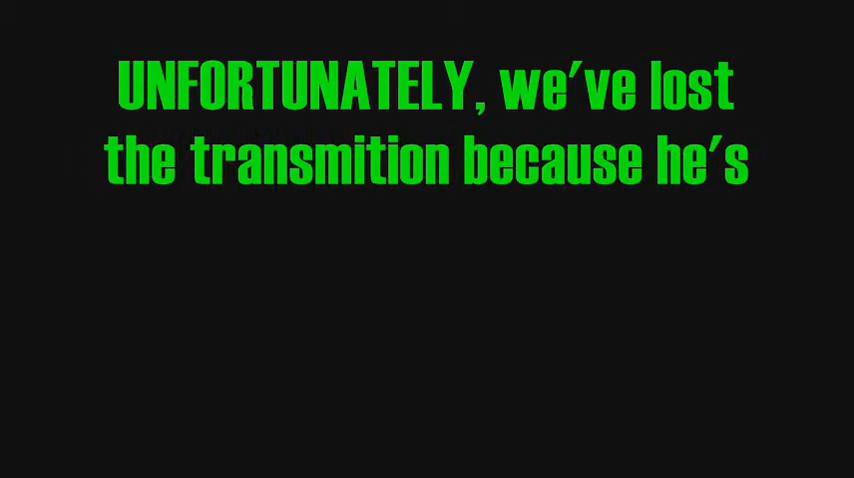 UNFORTUNATELY, we've lost
the transmition because he's